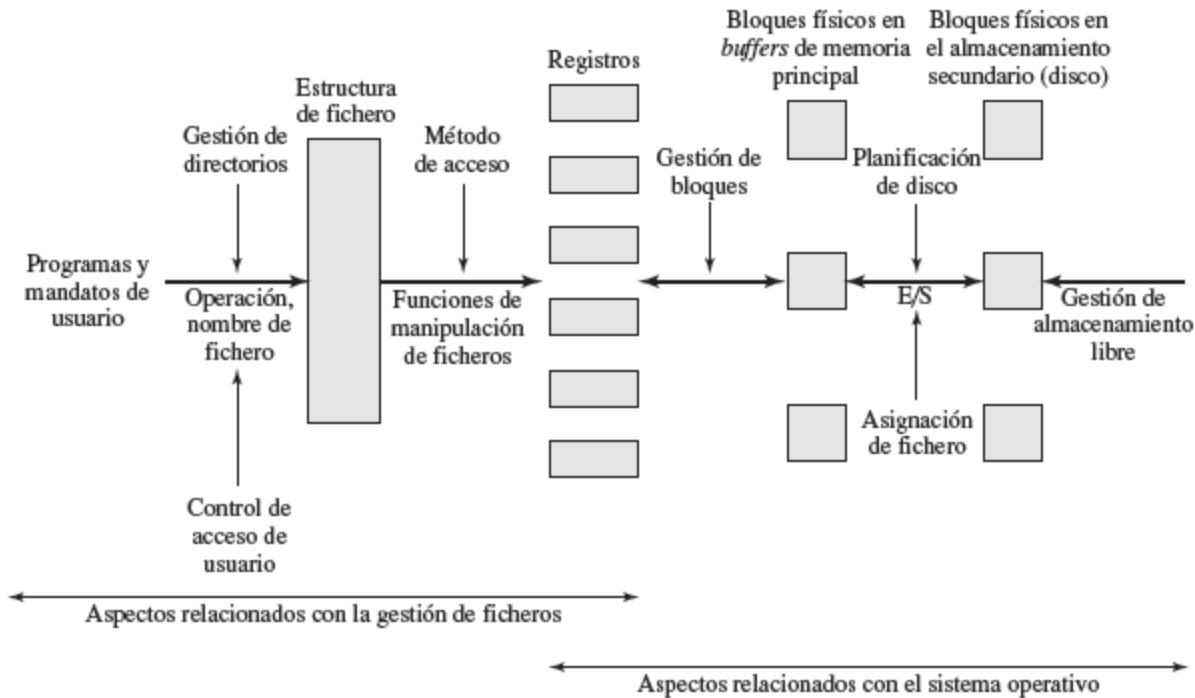 Bloques físicos en
buffers de memoria
principal
Bloques físicos en
el almacenamiento
secundario (disco)
Registros
Estructura
de fichero
Gestión de
directorios
Método
de acceso
Gestión de
bloques
Planificación
de disco
Programas y
mandatos de
usuario
Operación,
nombre de
fichero
Funciones de
manipulación
de ficheros
E/S
Gestión de
almacenamiento
libre
Asignación
de fichero
Control de
acceso de
usuario
Aspectos relacionados con la gestión de ficheros
Aspectos relacionados con el sistema operativo